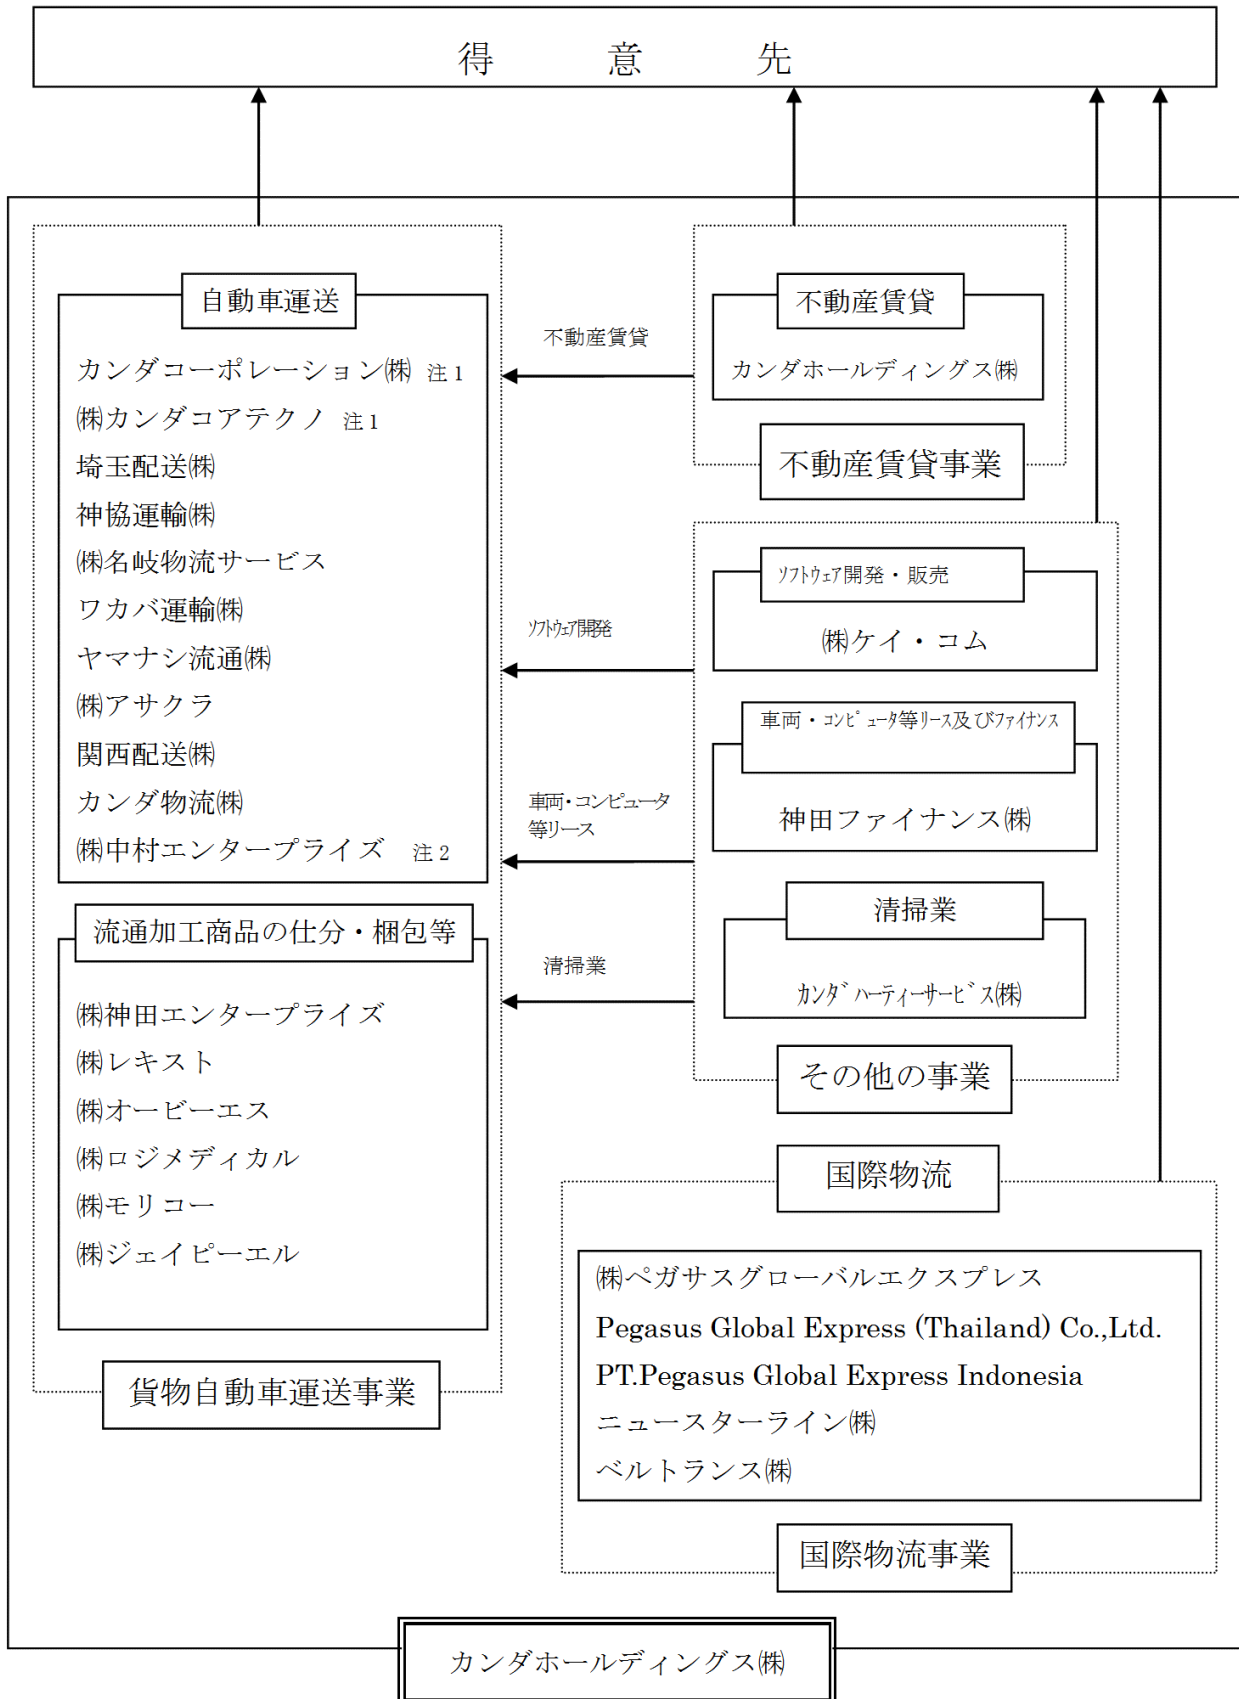 得意先
自動車運送
カンダコーポレーション㈱ 注1
㈱カンダコアテクノ 注1
埼玉配送㈱
神協運輸㈱
㈱名岐物流サービス
ワカバ運輸㈱
ヤマナシ流通㈱
㈱アサクラ
関西配送㈱
カンダ物流㈱
㈱中村エンタープライズ 注2
流通加工商品の仕分・梱包等
㈱神田エンタープライズ
㈱レキスト
㈱オービーエス
㈱ロジメディカル
㈱モリコー
㈱ジェイピーエル
貨物自動車運送事業
不動産賃貸
ソフトウェア開発
車両・コンピュータ
等リース
清掃業
不動産賃貸
カンダホールディングス㈱
不動産賃貸事業
ソフトウェア開発・販売
㈱ケイ・コム
車両・コンピュータ等リース及びファイナンス
神田ファイナンス㈱
清掃業
カンダハーティーサービス㈱
その他の事業
国際物流
㈱ペガサスグローバルエクスプレス
Pegasus Global Express (Thailand) Co.,Ltd.
PT.Pegasus Global Express Indonesia
ニュースターライン㈱
ベルトランス㈱
国際物流事業
カンダホールディングス㈱